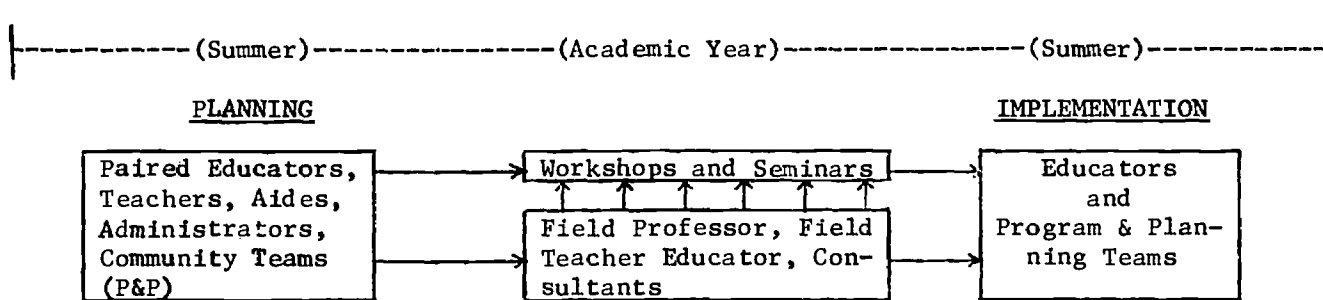 (Summer) (Academic Year) (Summer)
PLANNING IMPLEMENTATION
Paired Educators,
Teachers, Aides,
Administrators,
Community Teams
(P&P)
Workshops and Seminars
Field Professor, Field
Teacher Educator, Con-
sultants
Educators
and
Program & Plan-
ning Teams